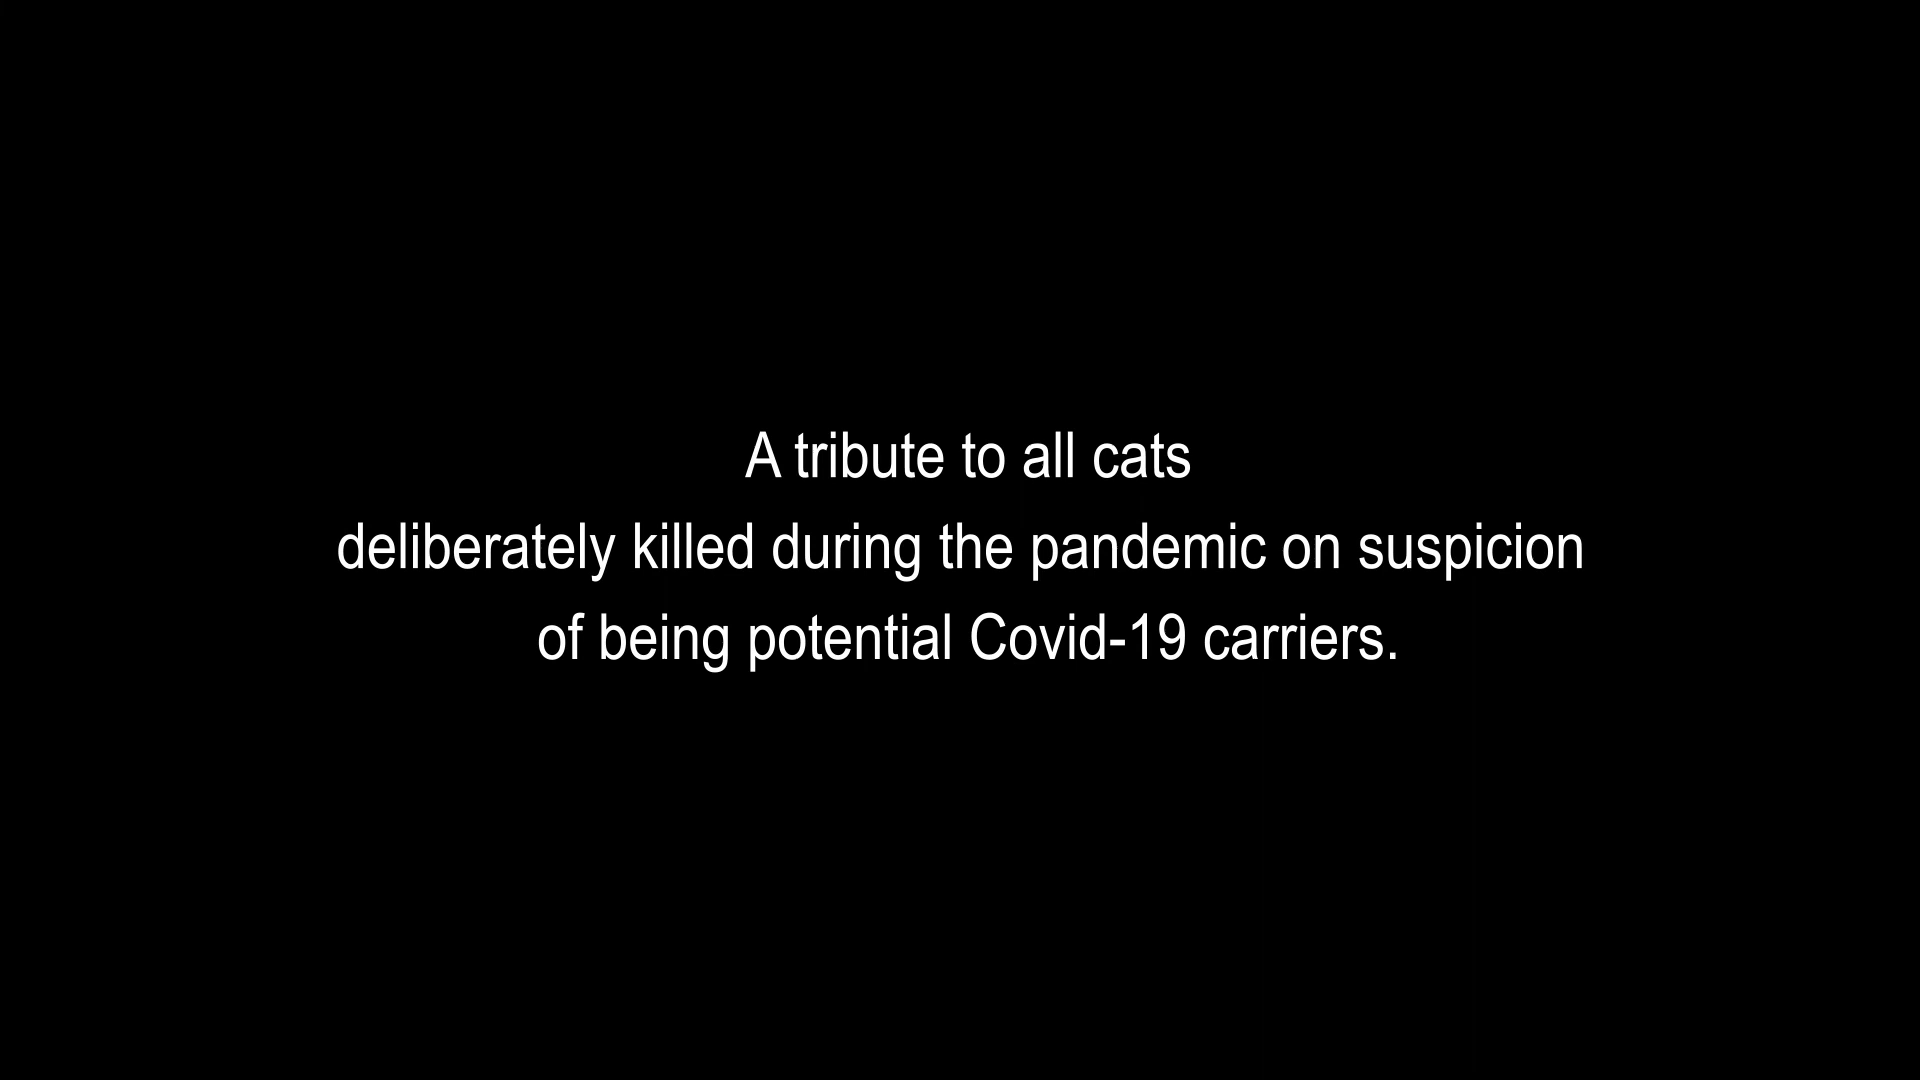 A tribute to all cats
deliberately killed during the pandemic on suspicion
of being potential Covid-19 carriers.